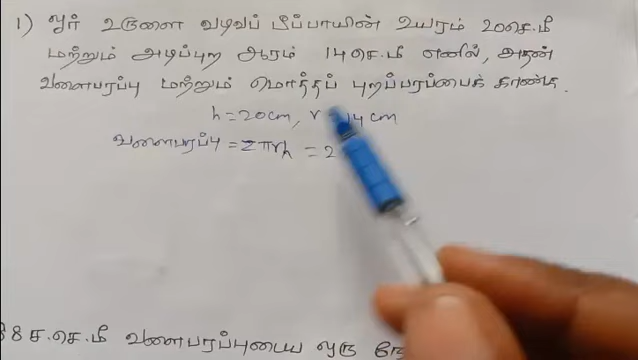 1) ஓர் உருளை வடிவப் பீப்பாயின் உயரம் 20செ.மீ
மற்றும் அடிப்புற ஆரம் 14செ.மீ எனில், அதன்
வளைபரப்பு மற்றும் மொத்தப் புறப்பரப்பைக் காண்க.
h = 20cm, r = 14cm
வளைபரப்பு = 2πrh = 2
88 ச.செ.மீ வளைபரப்புடைய ஒரு நே